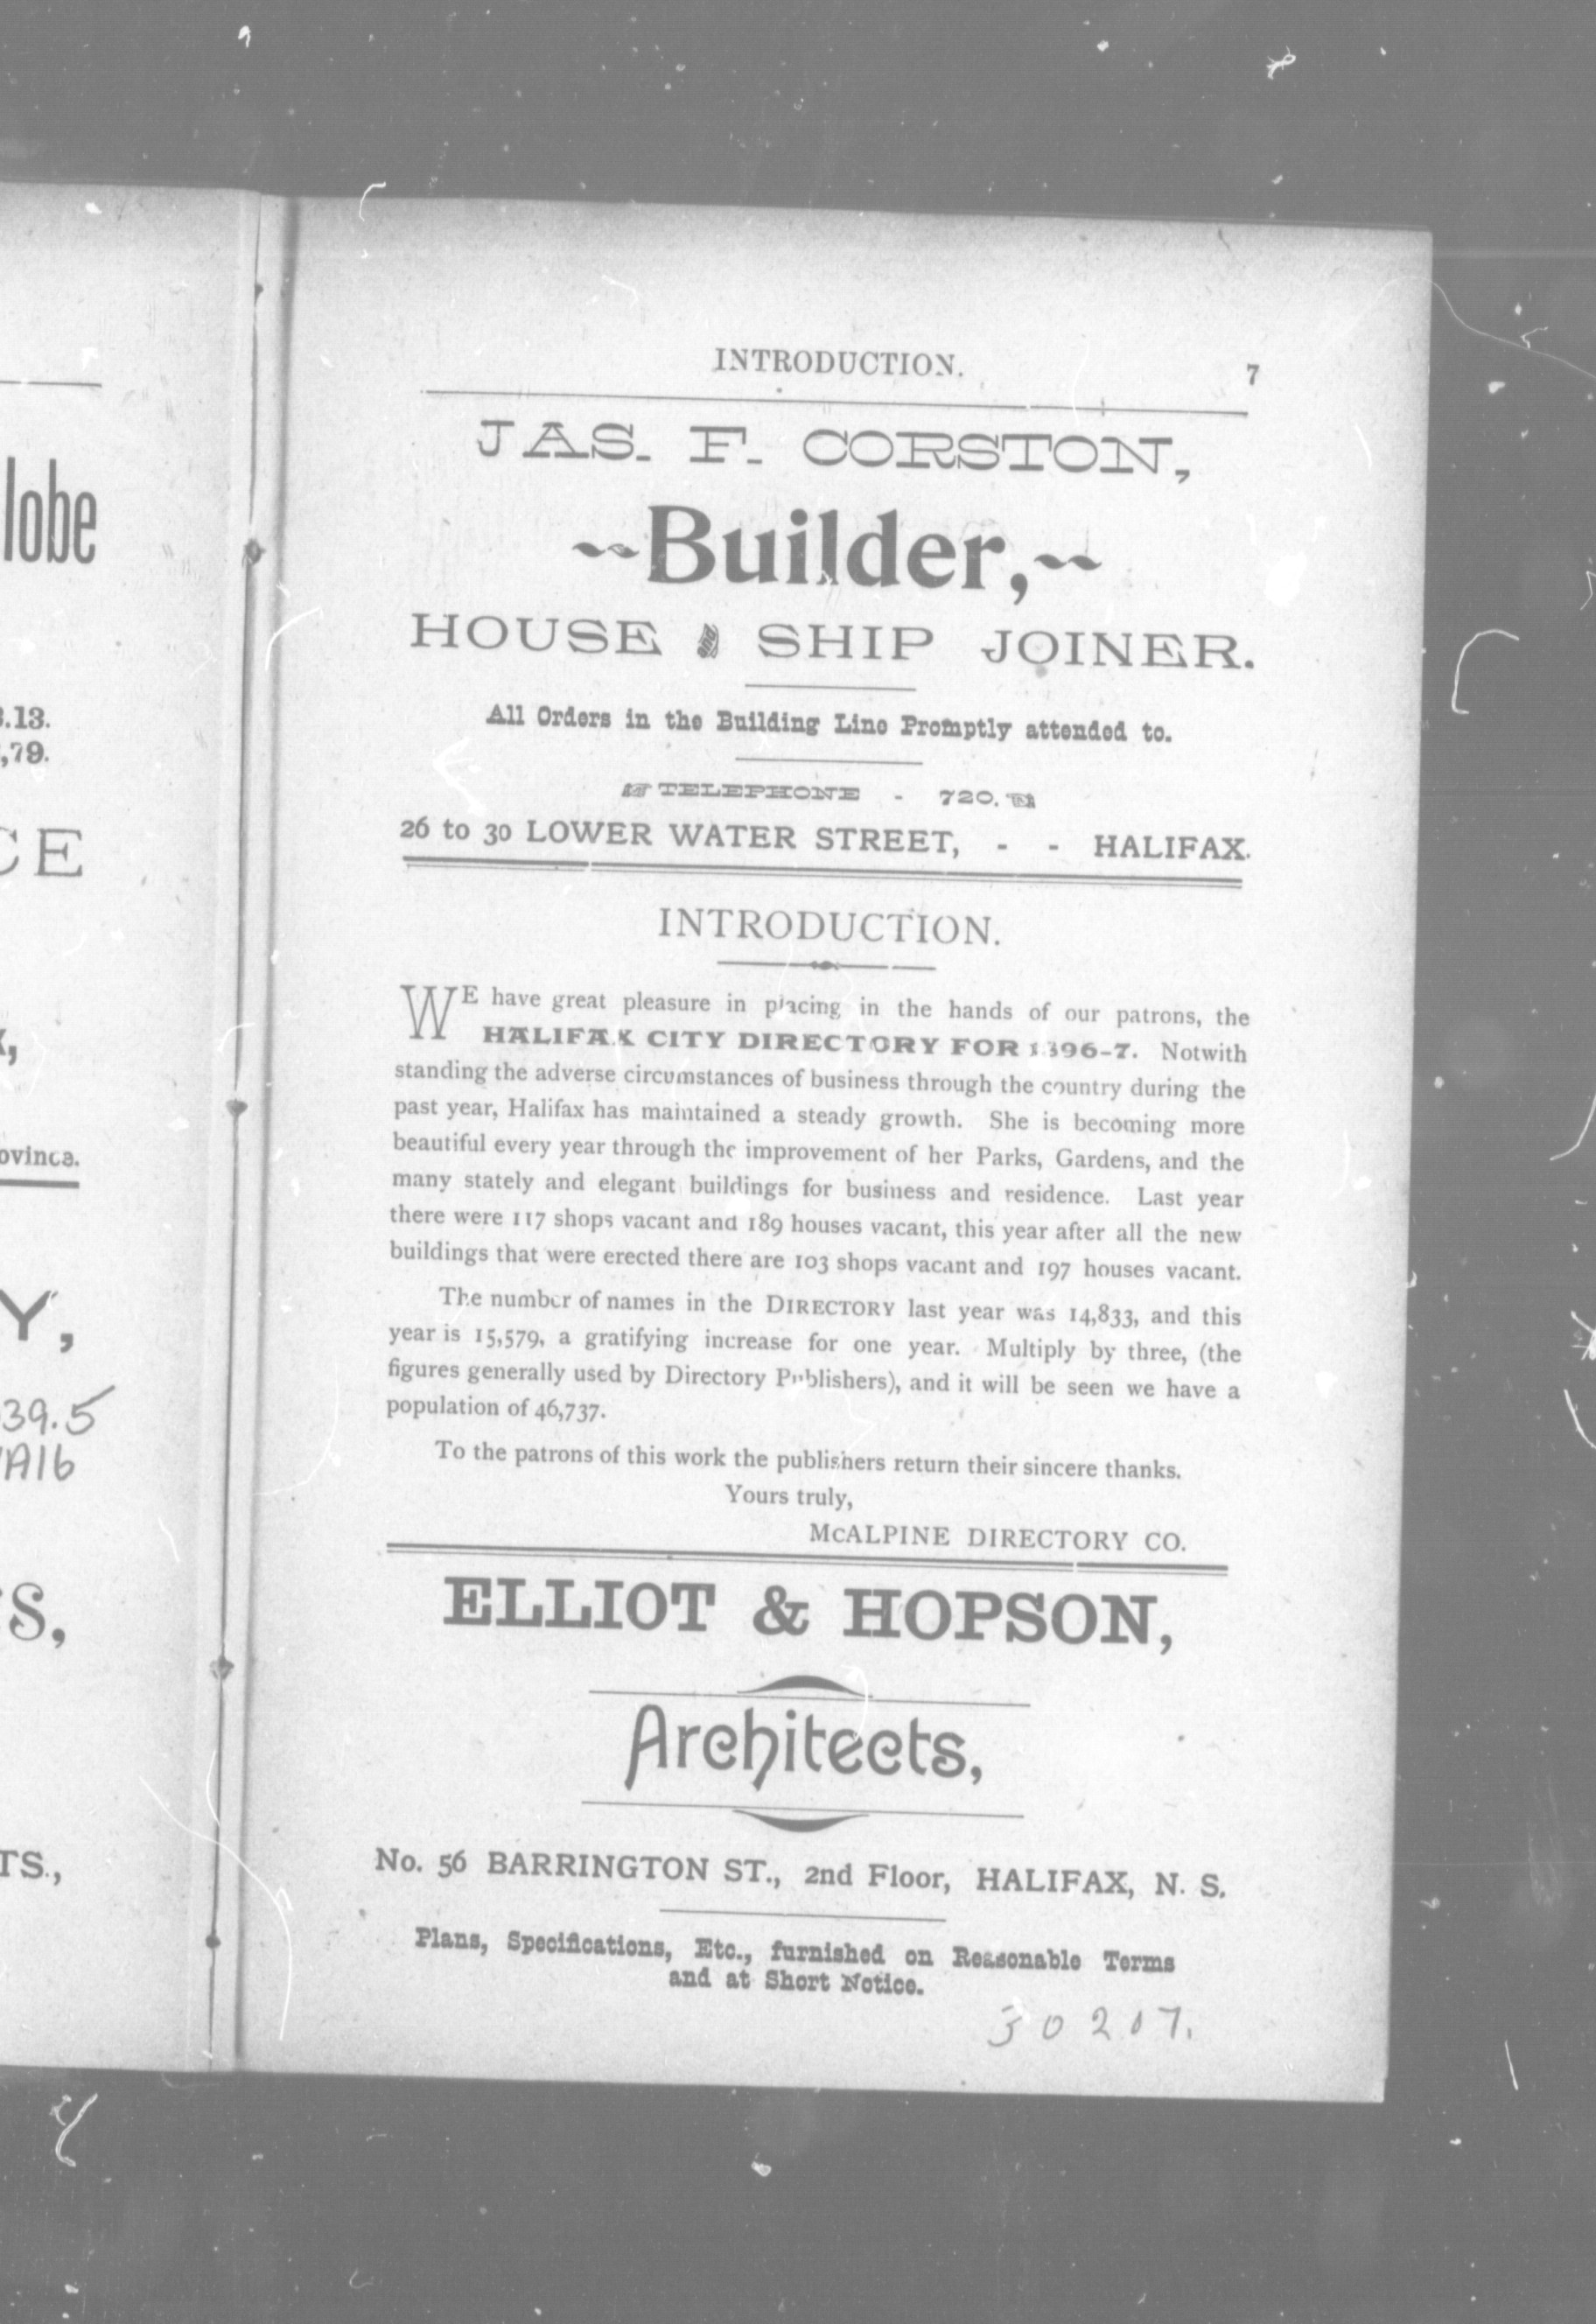 INTRODUCTION. 7
JAS. F. CORSTON,
Builder,
HOUSE and SHIP JOINER.
All Orders in the Building Line Promptly attended to.
TELEPHONE - 720.
26 to 30 LOWER WATER STREET, - - HALIFAX.
INTRODUCTION.
WE have great pleasure in placing in the hands of our patrons, the
HALIFAX CITY DIRECTORY FOR 1896-7. Notwith
standing the adverse circumstances of business through the country during the
past year, Halifax has maintained a steady growth. She is becoming more
beautiful every year through the improvement of her Parks, Gardens, and the
many stately and elegant buildings for business and residence. Last year
there were 117 shops vacant and 189 houses vacant, this year after all the new
buildings that were erected there are 103 shops vacant and 197 houses vacant.
The number of names in the DIRECTORY last year was 14,833, and this
year is 15,579, a gratifying increase for one year. Multiply by three, (the
figures generally used by Directory Publishers), and it will be seen we have a
population of 46,737.
To the patrons of this work the publishers return their sincere thanks.
Yours truly,
McALPINE DIRECTORY CO.
ELLIOT & HOPSON,
Architects,
No. 56 BARRINGTON ST., 2nd Floor, HALIFAX, N. S.
Plans, Specifications, Etc., furnished on Reasonable Terms
and at Short Notice.
30207.
lobe
.13.
,79.
CE
ovince.
Y,
39.5
A16
S,
TS.,